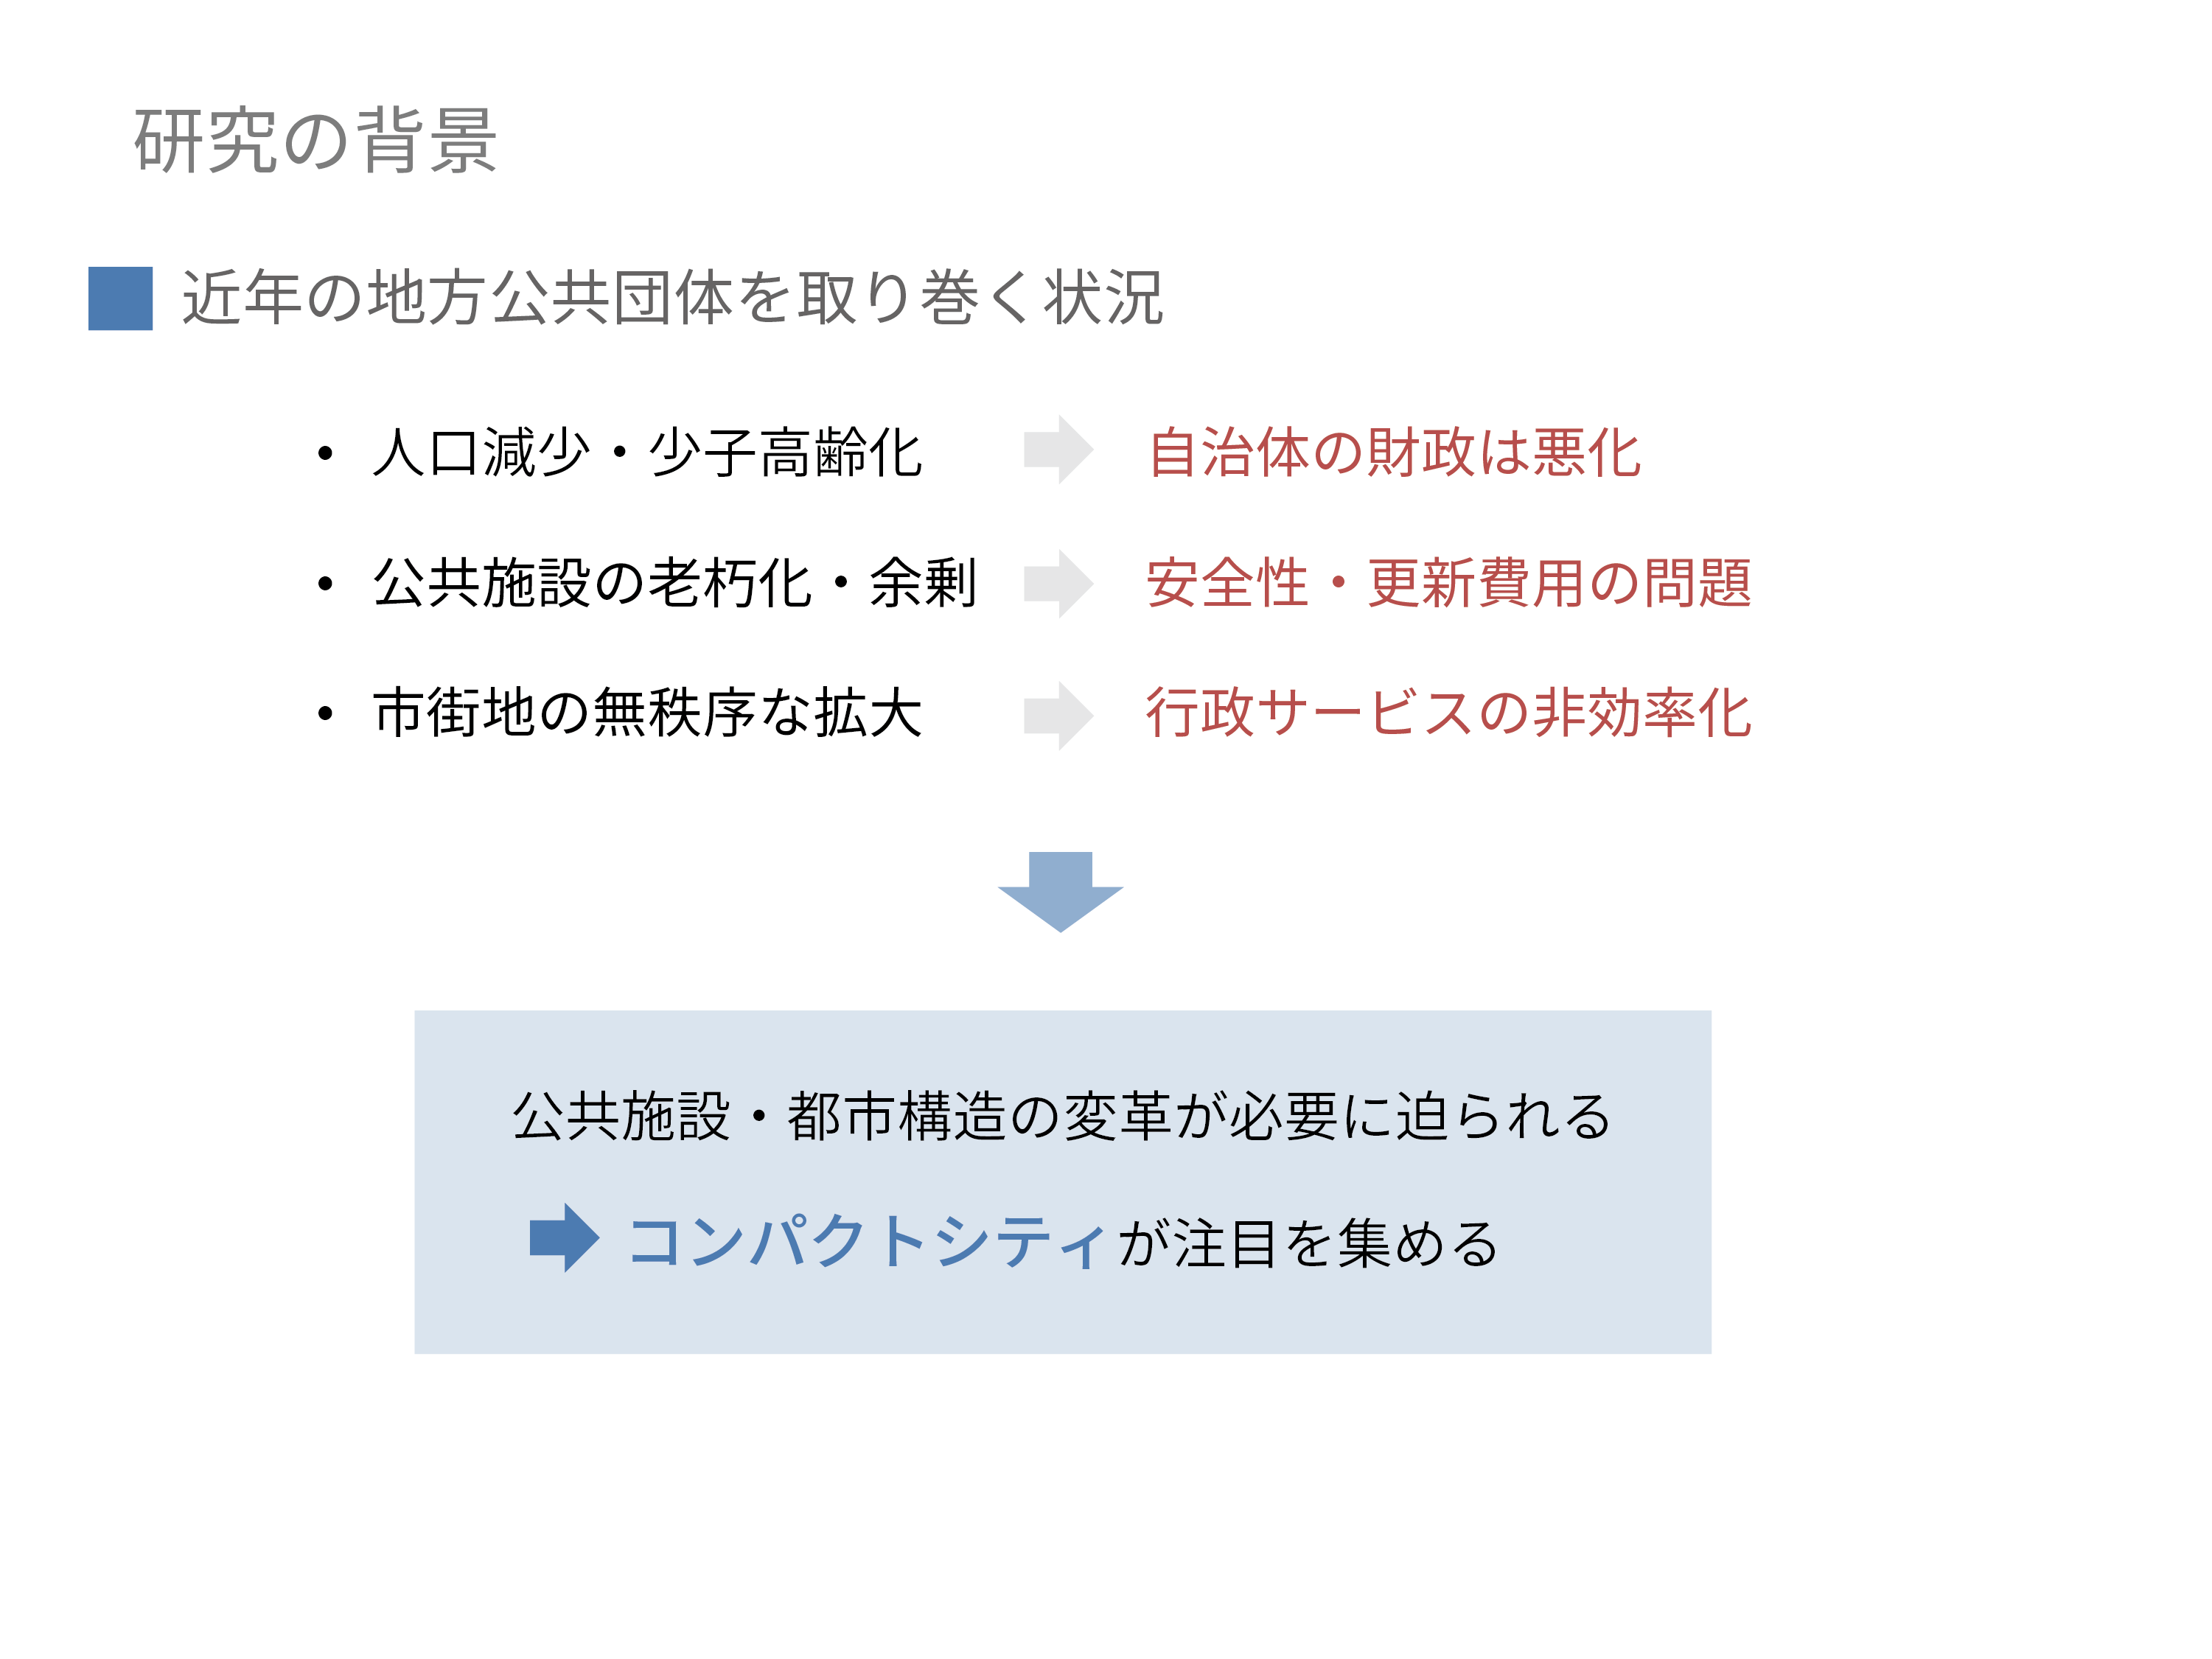 研究の背景
近年の地方公共団体を取り巻く状況
• 人口減少・少子高齢化 自治体の財政は悪化
• 公共施設の老朽化・余剰 安全性・更新費用の問題
• 市街地の無秩序な拡大 行政サービスの非効率化
公共施設・都市構造の変革が必要に迫られる
コンパクトシティが注目を集める